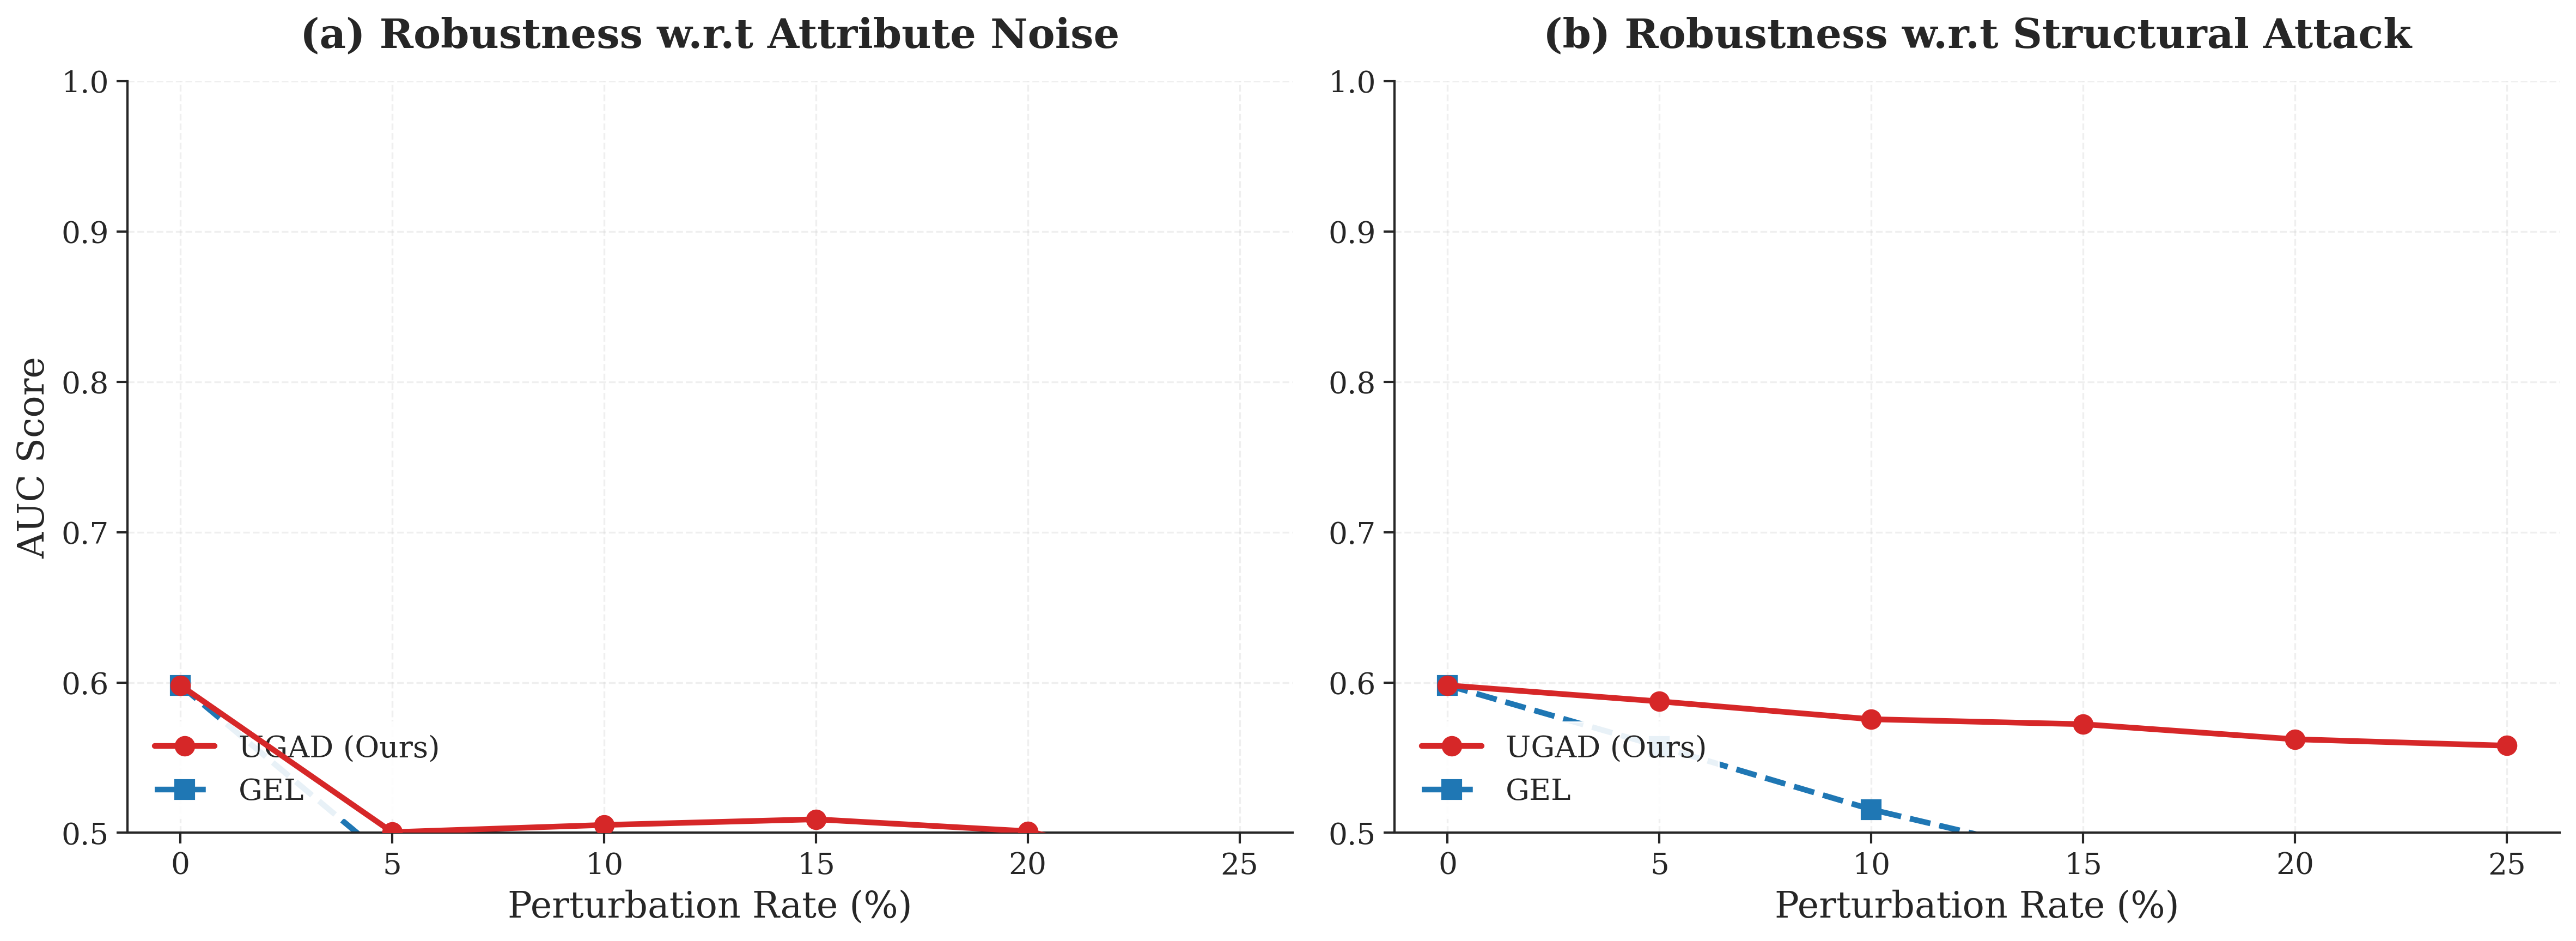 (a) Robustness w.r.t Attribute Noise
1.0
0.9
0.8
0.7
0.6
0.5
AUC Score
UGAD (Ours)
GEL
0 5 10 15 20 25
Perturbation Rate (%)
(b) Robustness w.r.t Structural Attack
1.0
0.9
0.8
0.7
0.6
0.5
UGAD (Ours)
GEL
0 5 10 15 20 25
Perturbation Rate (%)